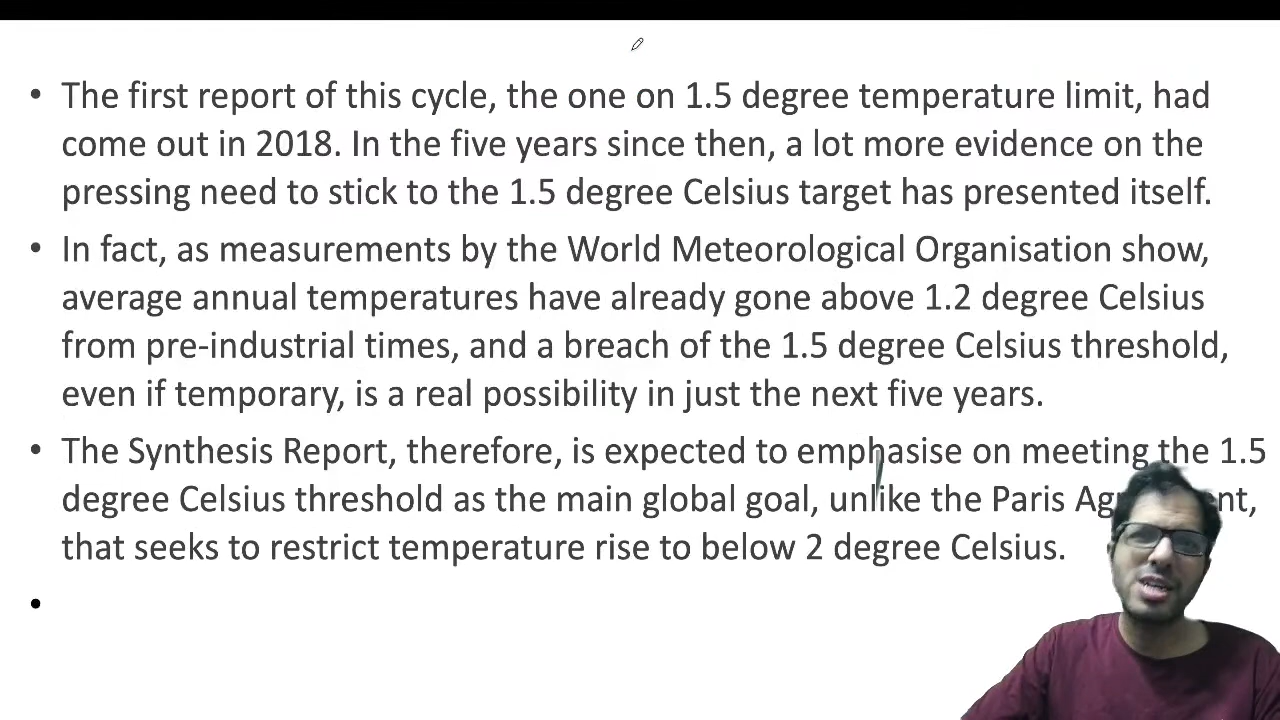 • The first report of this cycle, the one on 1.5 degree temperature limit, had
come out in 2018. In the five years since then, a lot more evidence on the
pressing need to stick to the 1.5 degree Celsius target has presented itself.
• In fact, as measurements by the World Meteorological Organisation show,
average annual temperatures have already gone above 1.2 degree Celsius
from pre-industrial times, and a breach of the 1.5 degree Celsius threshold,
even if temporary, is a real possibility in just the next five years.
• The Synthesis Report, therefore, is expected to emphasise on meeting the 1.5
degree Celsius threshold as the main global goal, unlike the Paris
that seeks to restrict temperature rise to below 2 degree Celsius.
•